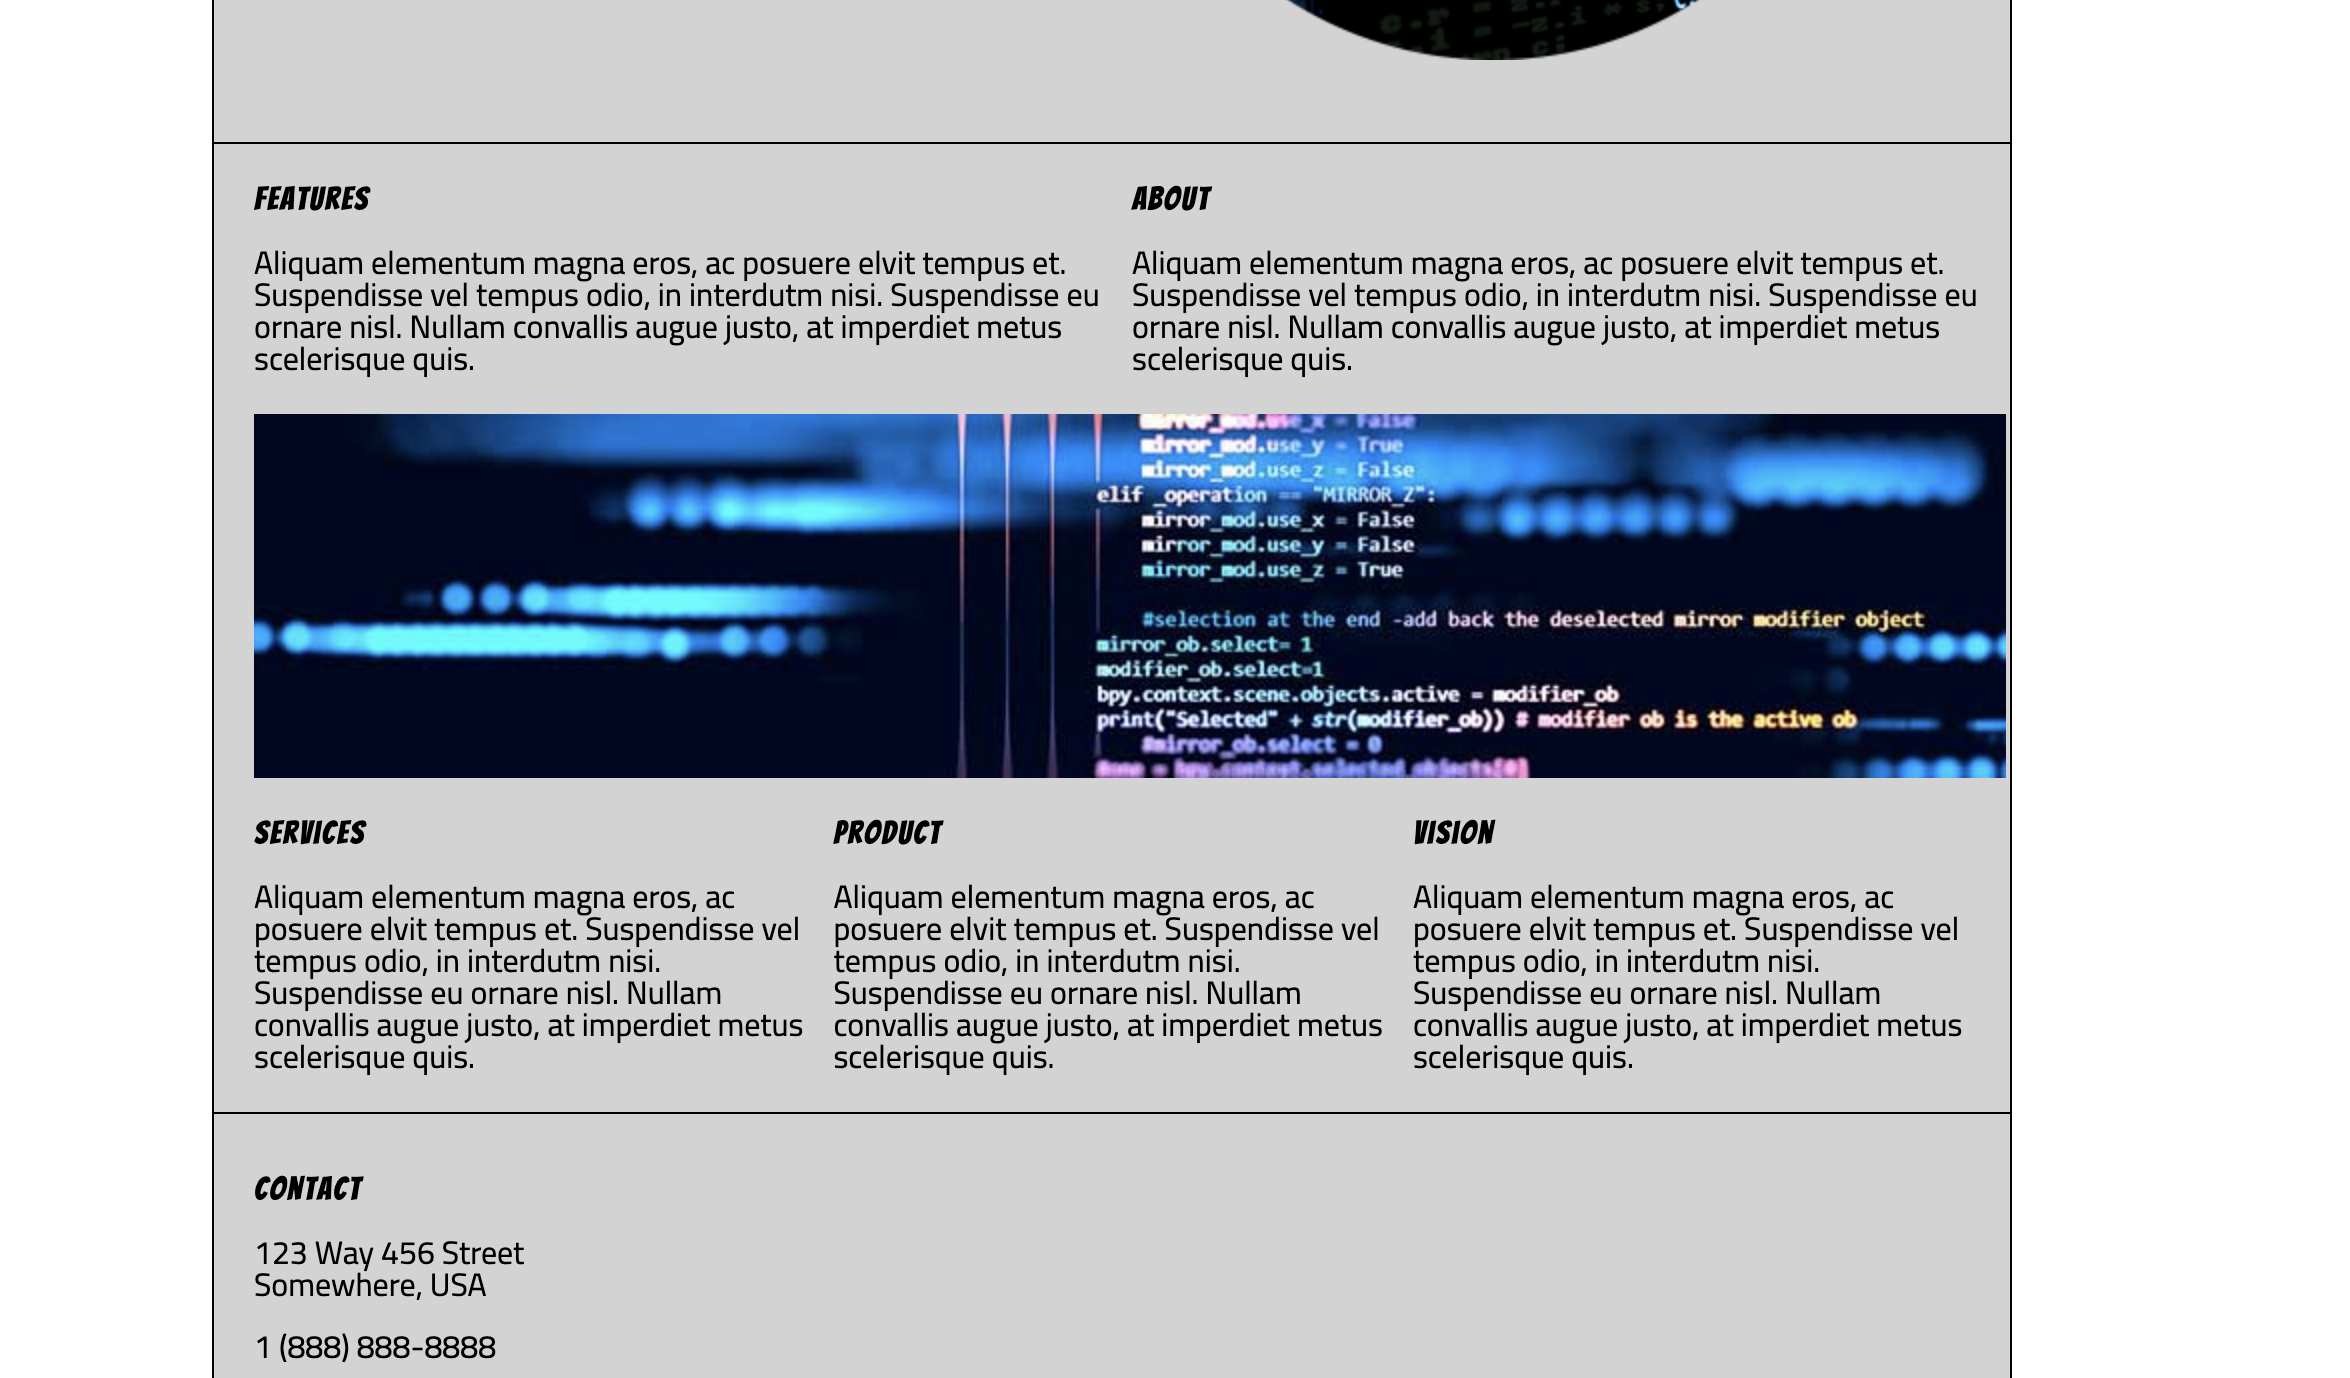 c.r = z.
.i = -z.i * s,
c;
FEATURES
Aliquam elementum magna eros, ac posuere elvit tempus et.
Suspendisse vel tempus odio, in interdutm nisi. Suspendisse eu
ornare nisl. Nullam convallis augue justo, at imperdiet metus
scelerisque quis.
ABOUT
Aliquam elementum magna eros, ac posuere elvit tempus et.
Suspendisse vel tempus odio, in interdutm nisi. Suspendisse eu
ornare nisl. Nullam convallis augue justo, at imperdiet metus
scelerisque quis.
mirror_mod.use_x = False
mirror_mod.use_y = True
mirror_mod.use_z = False
elif _operation == "MIRROR_Z":
mirror_mod.use_x = False
mirror_mod.use_y = False
mirror_mod.use_z = True
#selection at the end -add back the deselected mirror modifier object
mirror_ob.select= 1
modifier_ob.select=1
bpy.context.scene.objects.active = modifier_ob
print("Selected" + str(modifier_ob)) # modifier ob is the active ob
#mirror_ob.select = 0
= bpy.context.selected_objects[0]
SERVICES
Aliquam elementum magna eros, ac
posuere elvit tempus et. Suspendisse vel
tempus odio, in interdutm nisi.
Suspendisse eu ornare nisl. Nullam
convallis augue justo, at imperdiet metus
scelerisque quis.
PRODUCT
Aliquam elementum magna eros, ac
posuere elvit tempus et. Suspendisse vel
tempus odio, in interdutm nisi.
Suspendisse eu ornare nisl. Nullam
convallis augue justo, at imperdiet metus
scelerisque quis.
VISION
Aliquam elementum magna eros, ac
posuere elvit tempus et. Suspendisse vel
tempus odio, in interdutm nisi.
Suspendisse eu ornare nisl. Nullam
convallis augue justo, at imperdiet metus
scelerisque quis.
CONTACT
123 Way 456 Street
Somewhere, USA
1 (888) 888-8888